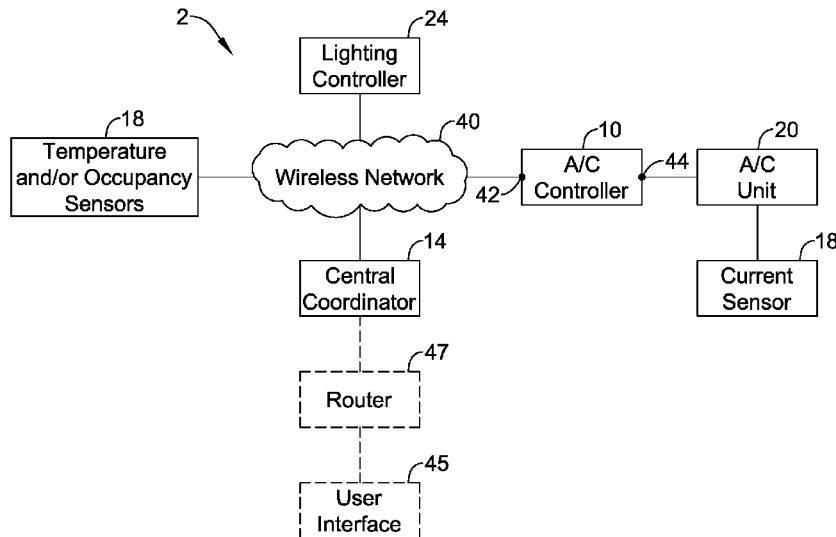 2
24
Lighting
Controller
18
Temperature
and/or Occupancy
Sensors
40
Wireless Network
42
10
A/C
Controller
44
20
A/C
Unit
18
Current
Sensor
14
Central
Coordinator
47
Router
45
User
Interface